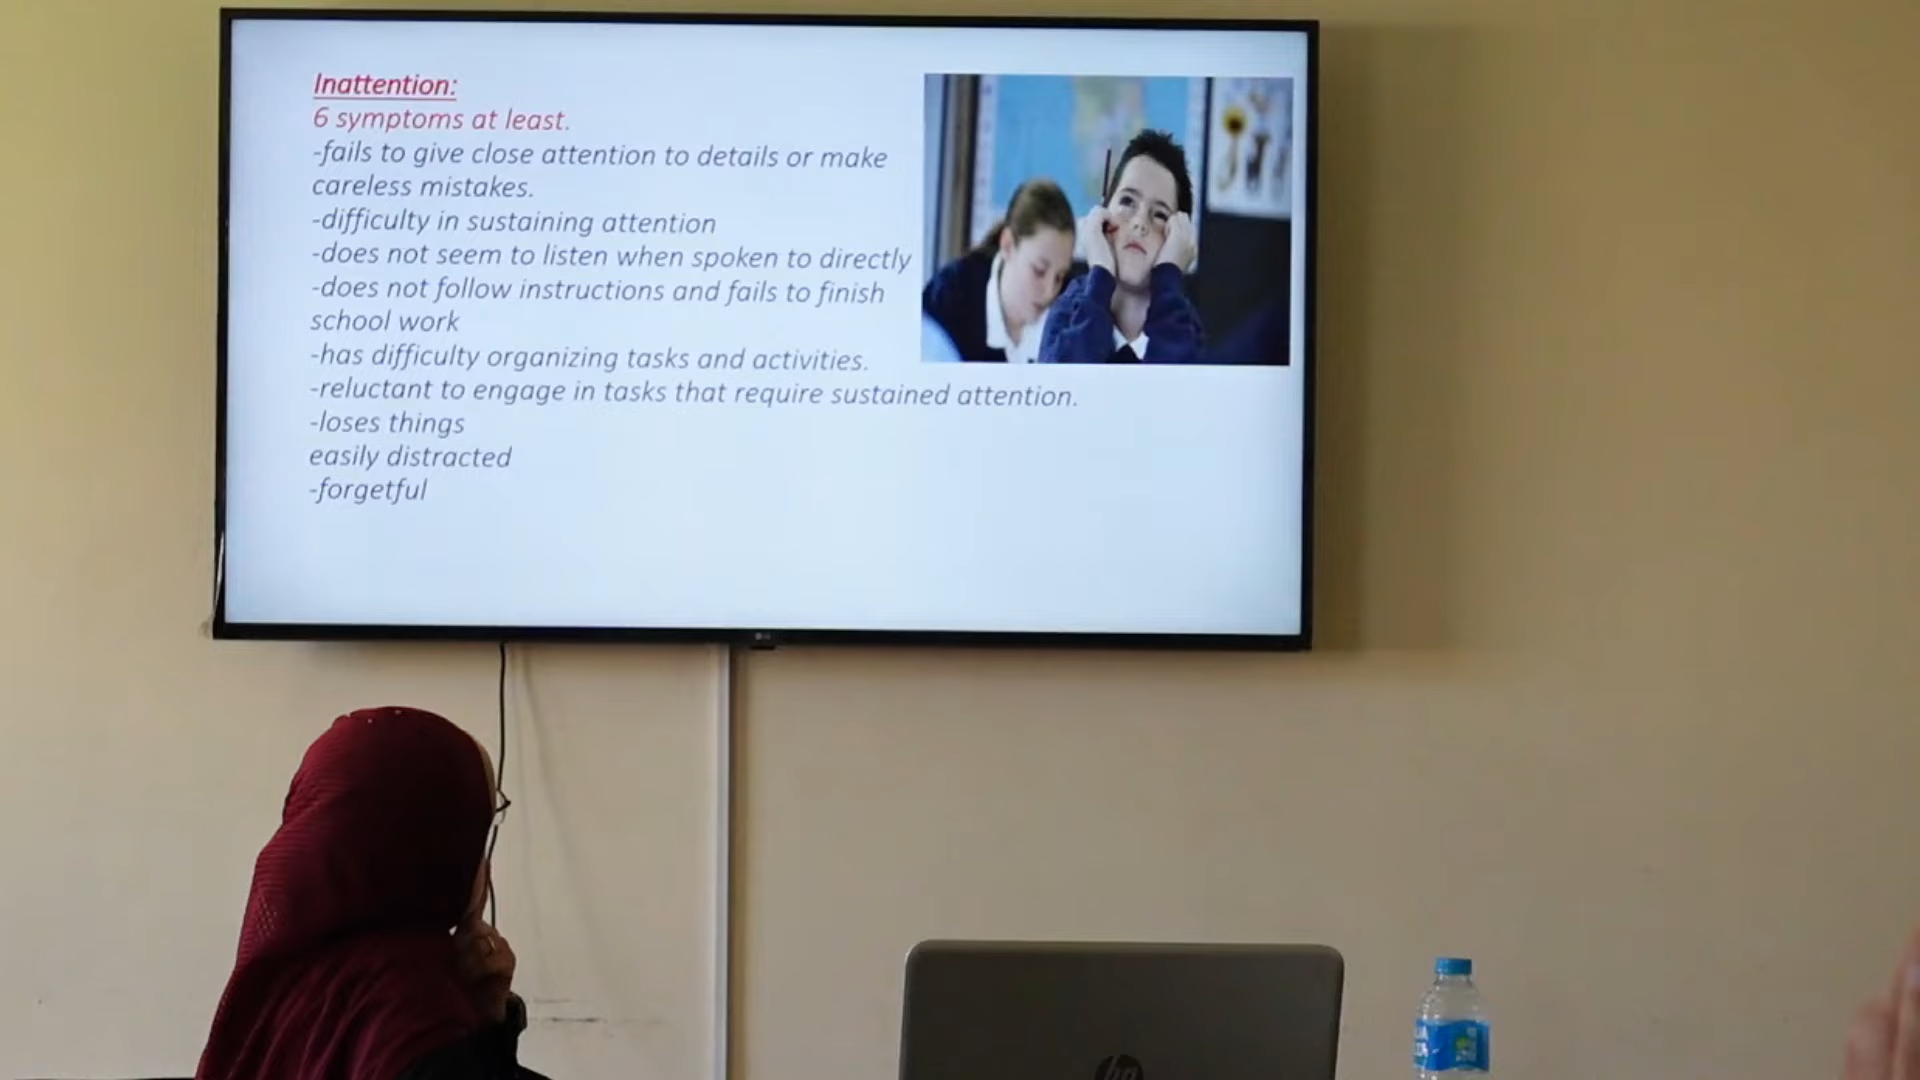 Inattention:
6 symptoms at least.
-fails to give close attention to details or make
careless mistakes.
-difficulty in sustaining attention
-does not seem to listen when spoken to directly
-does not follow instructions and fails to finish
school work
-has difficulty organizing tasks and activities.
-reluctant to engage in tasks that require sustained attention.
-loses things
easily distracted
-forgetful
LG
hp